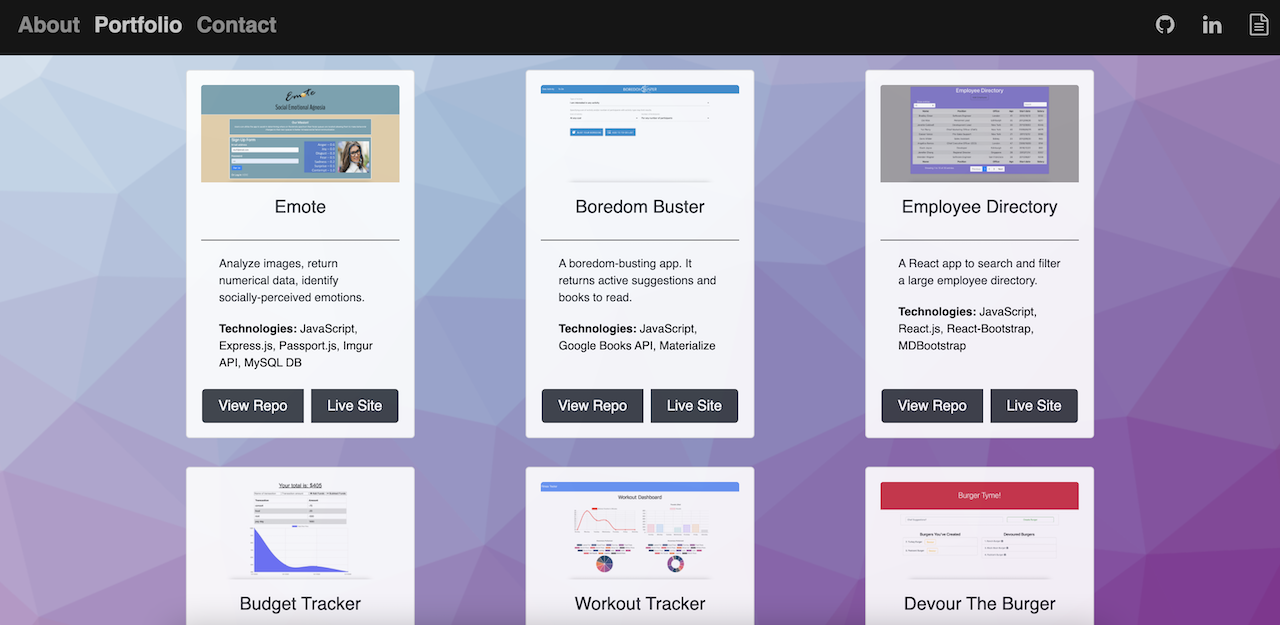 About Portfolio Contact
Emote
Social Emotional Agnosia
BOREDOM BUSTER
Employee Directory
Emote
Boredom Buster
Employee Directory
Analyze images, return
numerical data, identify
socially-perceived emotions.
Technologies: JavaScript,
Express.js, Passport.js, Imgur
API, MySQL DB
A boredom-busting app. It
returns active suggestions and
books to read.
Technologies: JavaScript,
Google Books API, Materialize
A React app to search and filter
a large employee directory.
Technologies: JavaScript,
React.js, React-Bootstrap,
MDBootstrap
View Repo Live Site
View Repo Live Site
View Repo Live Site
Your total is: $405
Workout Dashboard
Burger Tyme!
Burgers You've Created
Devoured Burgers
Budget Tracker
Workout Tracker
Devour The Burger